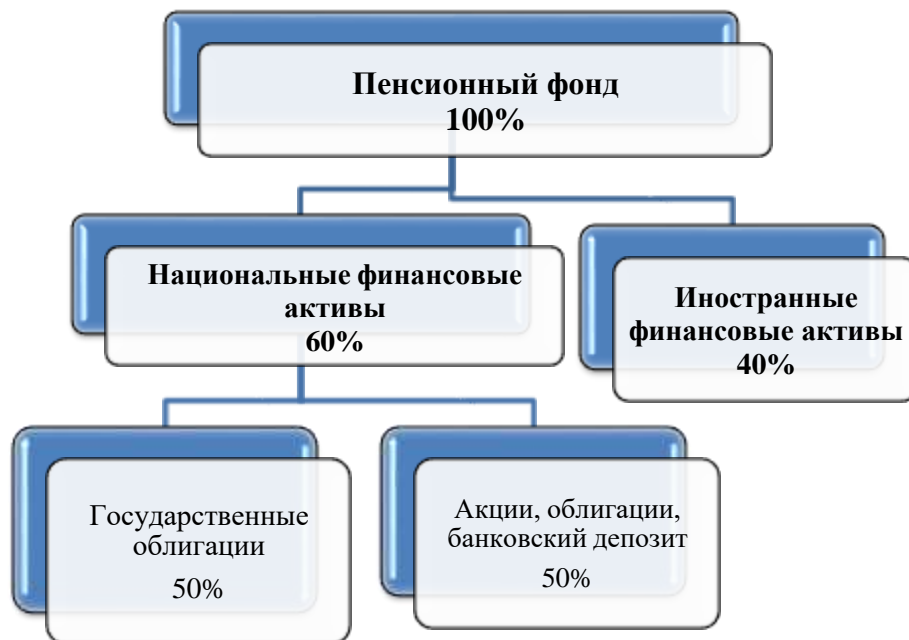 Пенсионный фонд
100%
Национальные финансовые
активы
60%
Иностранные
финансовые активы
40%
Государственные
облигации
50%
Акции, облигации,
банковский депозит
50%